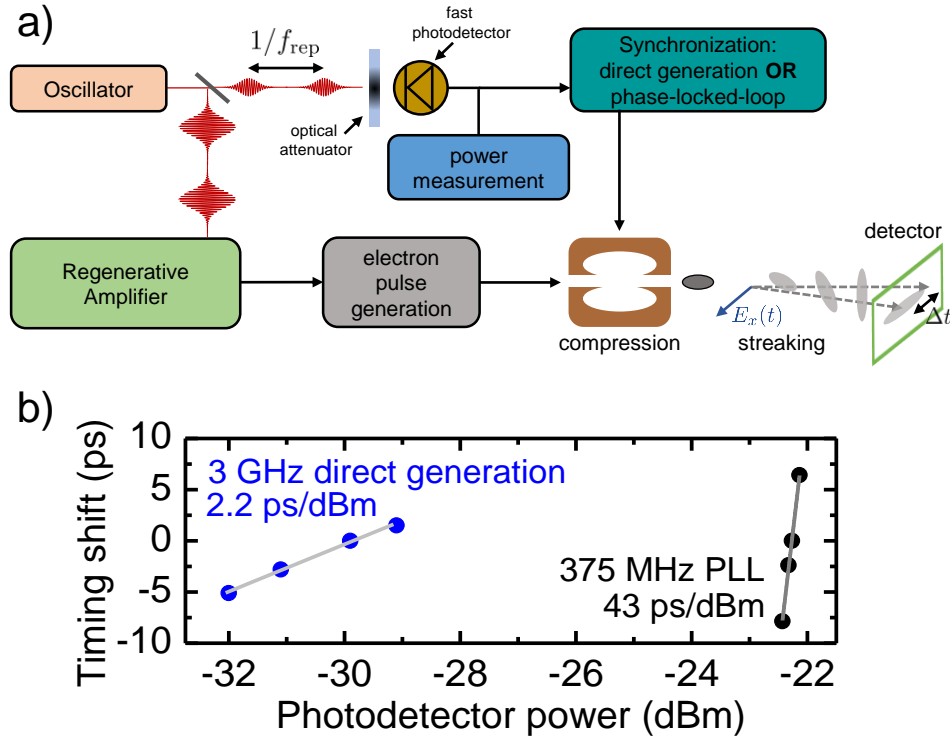 a)
1/f_rep
fast
photodetector
Oscillator
optical
attenuator
Synchronization:
direct generation OR
phase-locked-loop
power
measurement
Regenerative
Amplifier
electron
pulse
generation
compression
E_x(t)
streaking
detector
Δt
b)
Timing shift (ps)
10
5
0
-5
-10
3 GHz direct generation
2.2 ps/dBm
375 MHz PLL
43 ps/dBm
-32
-30
-28
-26
-24
-22
Photodetector power (dBm)